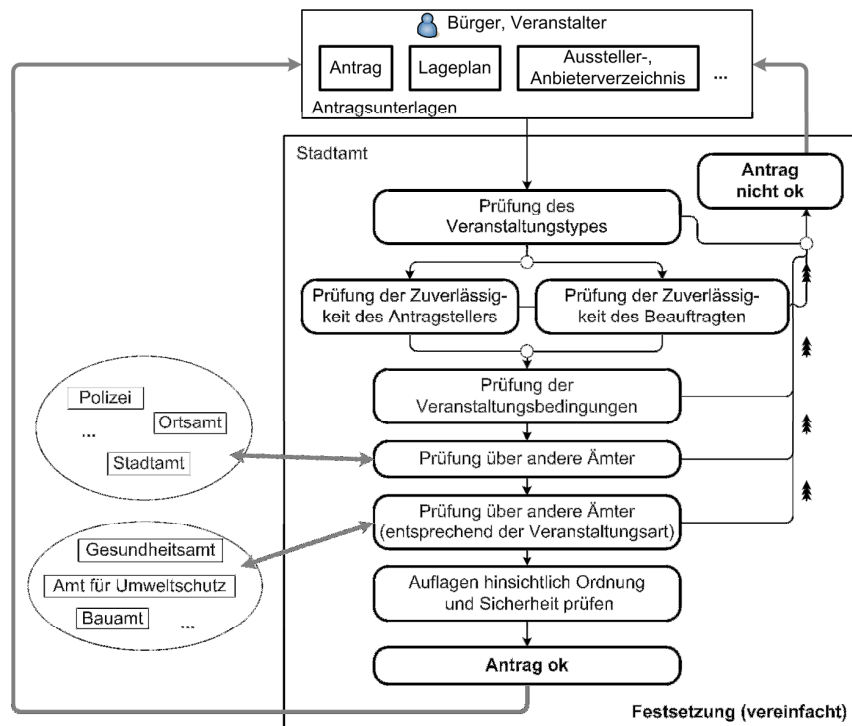 Bürger, Veranstalter
Antrag
Lageplan
Aussteller-,
Anbieterverzeichnis
...
Antragsunterlagen
Stadtamt
Antrag
nicht ok
Prüfung des
Veranstaltungstypes
Prüfung der Zuverlässig-
keit des Antragstellers
Prüfung der Zuverlässig-
keit des Beauftragten
Prüfung der
Veranstaltungsbedingungen
Polizei
Ortsamt
...
Stadtamt
Prüfung über andere Ämter
Prüfung über andere Ämter
(entsprechend der Veranstaltungsart)
Gesundheitsamt
Amt für Umweltschutz
Bauamt
...
Auflagen hinsichtlich Ordnung
und Sicherheit prüfen
Antrag ok
Festsetzung (vereinfacht)